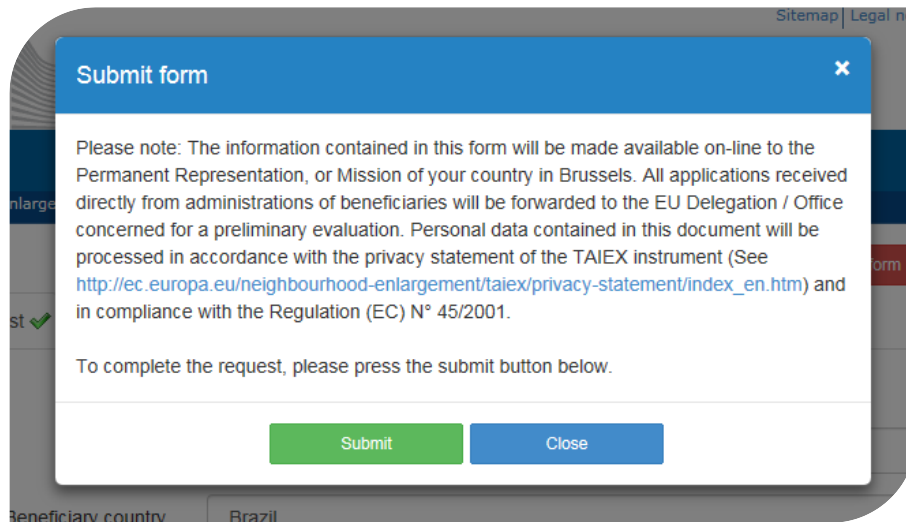 Sitemap Legal n
Submit form
Please note: The information contained in this form will be made available on-line to the
Permanent Representation, or Mission of your country in Brussels. All applications received
directly from administrations of beneficiaries will be forwarded to the EU Delegation / Office
concerned for a preliminary evaluation. Personal data contained in this document will be
processed in accordance with the privacy statement of the TAIEX instrument (See
http://ec.europa.eu/neighbourhood-enlargement/taiex/privacy-statement/index_en.htm) and
in compliance with the Regulation (EC) N° 45/2001.
To complete the request, please press the submit button below.
Submit Close
nlarge
form
st
Beneficiary country Brazil